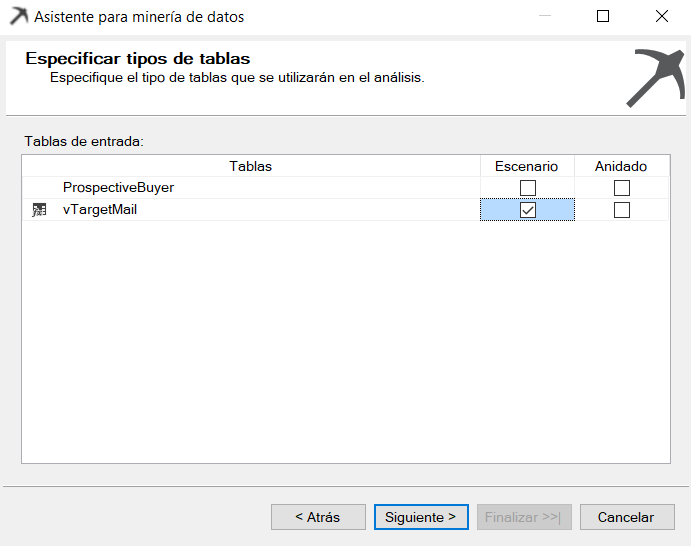 Asistente para minería de datos
Especificar tipos de tablas
Especifique el tipo de tablas que se utilizarán en el análisis.
Tablas de entrada:
Tablas Escenario Anidado
ProspectiveBuyer
vTargetMail
< Atrás Siguiente > Finalizar >>| Cancelar